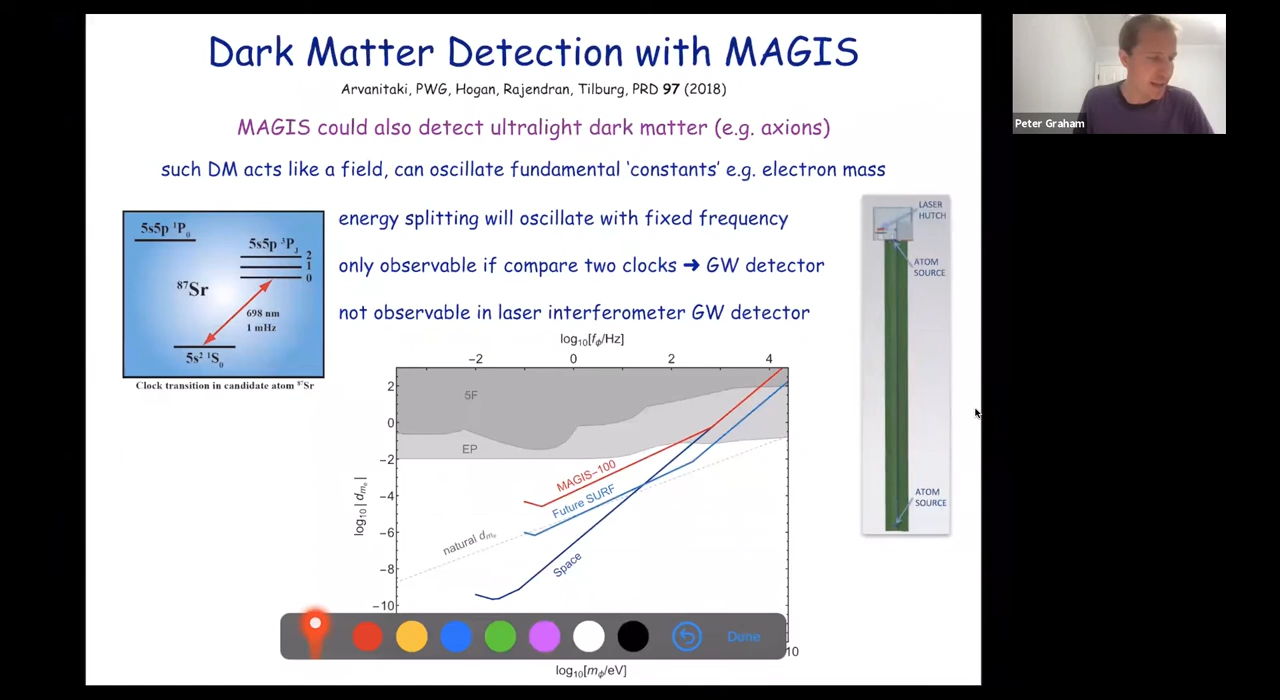 Dark Matter Detection with MAGIS
Arvanitaki, PWG, Hogan, Rajendran, Tilburg, PRD 97 (2018)
MAGIS could also detect ultralight dark matter (e.g. axions)
such DM acts like a field, can oscillate fundamental ‘constants’ e.g. electron mass
energy splitting will oscillate with fixed frequency
only observable if compare two clocks ➔ GW detector
not observable in laser interferometer GW detector
5s5p ¹P₀
5s5p ³P_J
2
1
0
⁸⁷Sr
698 nm
1 mHz
5s² ¹S₀
Clock transition in candidate atom ⁸⁷Sr
log₁₀[f_ϕ/Hz]
−2 0 2 4
2
0
−2
−4
−6
−8
−10
log₁₀|d_{m_e}|
5F
EP
MAGIS−100
Future SURF
natural d_{m_e}
Space
10
log₁₀[m_ϕ/eV]
LASER
HUTCH
ATOM
SOURCE
ATOM
SOURCE
Done
Peter Graham